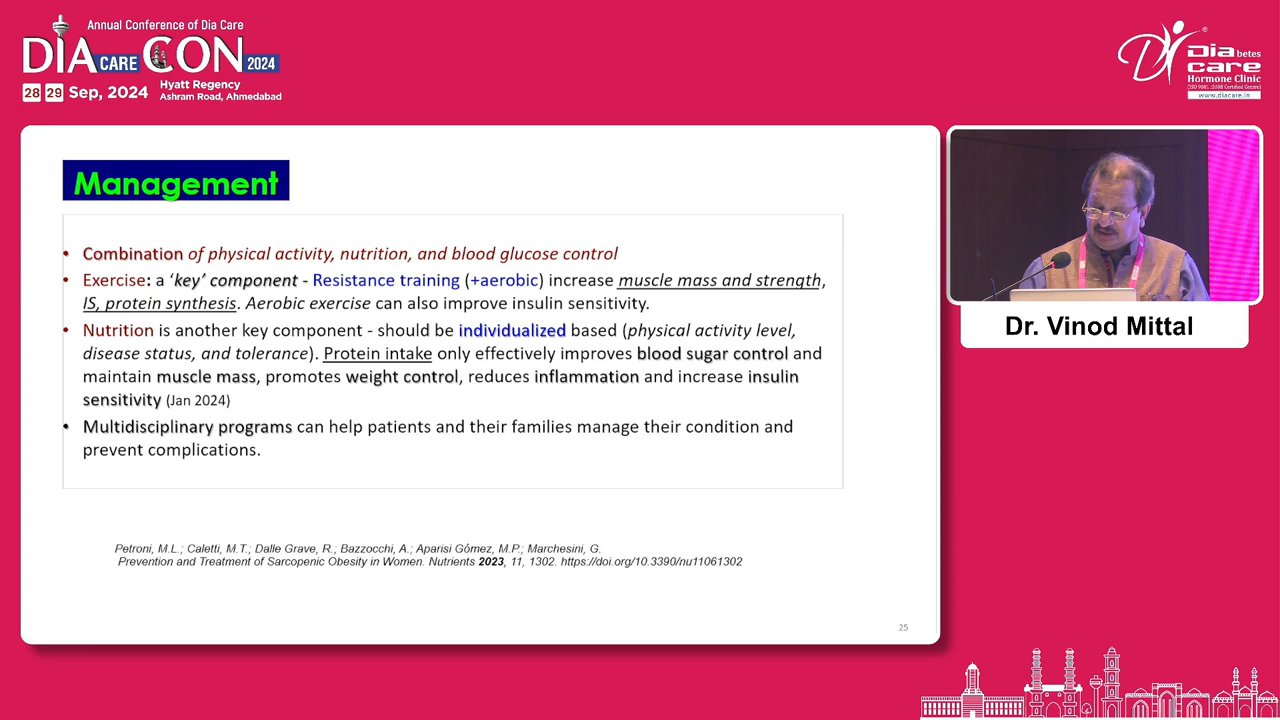 Annual Conference of Dia Care
DIA CARE CON 2024
28 29 Sep, 2024
Hyatt Regency
Ashram Road, Ahmedabad
Diabetes
care
Hormone Clinic
(ISO 9001:2008 Certified Centre)
www.diacare.in
Management
• Combination of physical activity, nutrition, and blood glucose control
• Exercise: a ‘key’ component - Resistance training (+aerobic) increase muscle mass and strength,
IS, protein synthesis. Aerobic exercise can also improve insulin sensitivity.
• Nutrition is another key component - should be individualized based (physical activity level,
disease status, and tolerance). Protein intake only effectively improves blood sugar control and
maintain muscle mass, promotes weight control, reduces inflammation and increase insulin
sensitivity (Jan 2024)
• Multidisciplinary programs can help patients and their families manage their condition and
prevent complications.
Petroni, M.L.; Caletti, M.T.; Dalle Grave, R.; Bazzocchi, A.; Aparisi Gómez, M.P.; Marchesini, G.
Prevention and Treatment of Sarcopenic Obesity in Women. Nutrients 2023, 11, 1302. https://doi.org/10.3390/nu11061302
25
Dr. Vinod Mittal